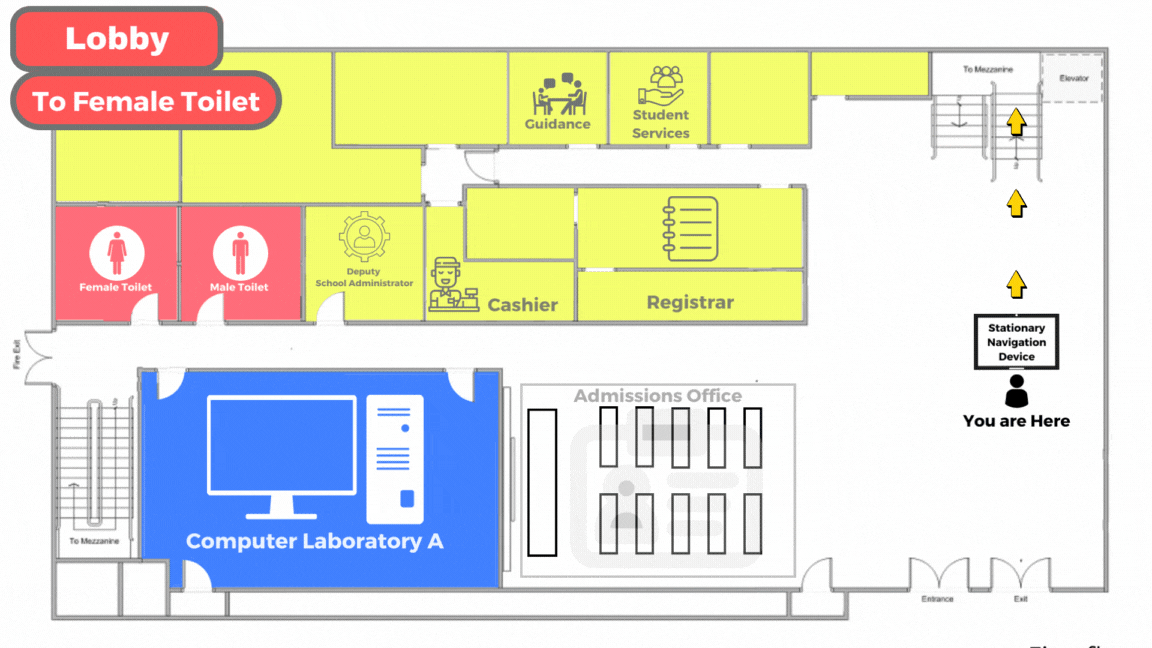 Lobby
To Female Toilet
Guidance
Student
Services
To Mezzanine
Elevator
Female Toilet
Male Toilet
Deputy
School Administrator
Cashier
Registrar
Stationary
Navigation
Device
You are Here
Fire Exit
Admissions Office
Computer Laboratory A
To Mezzanine
Entrance
Exit